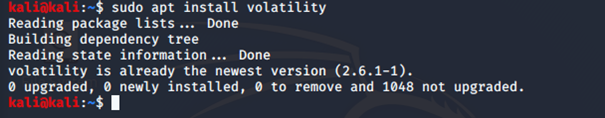 kali@kali:~$ sudo apt install volatility
Reading package lists... Done
Building dependency tree
Reading state information... Done
volatility is already the newest version (2.6.1-1).
0 upgraded, 0 newly installed, 0 to remove and 1048 not upgraded.
kali@kali:~$